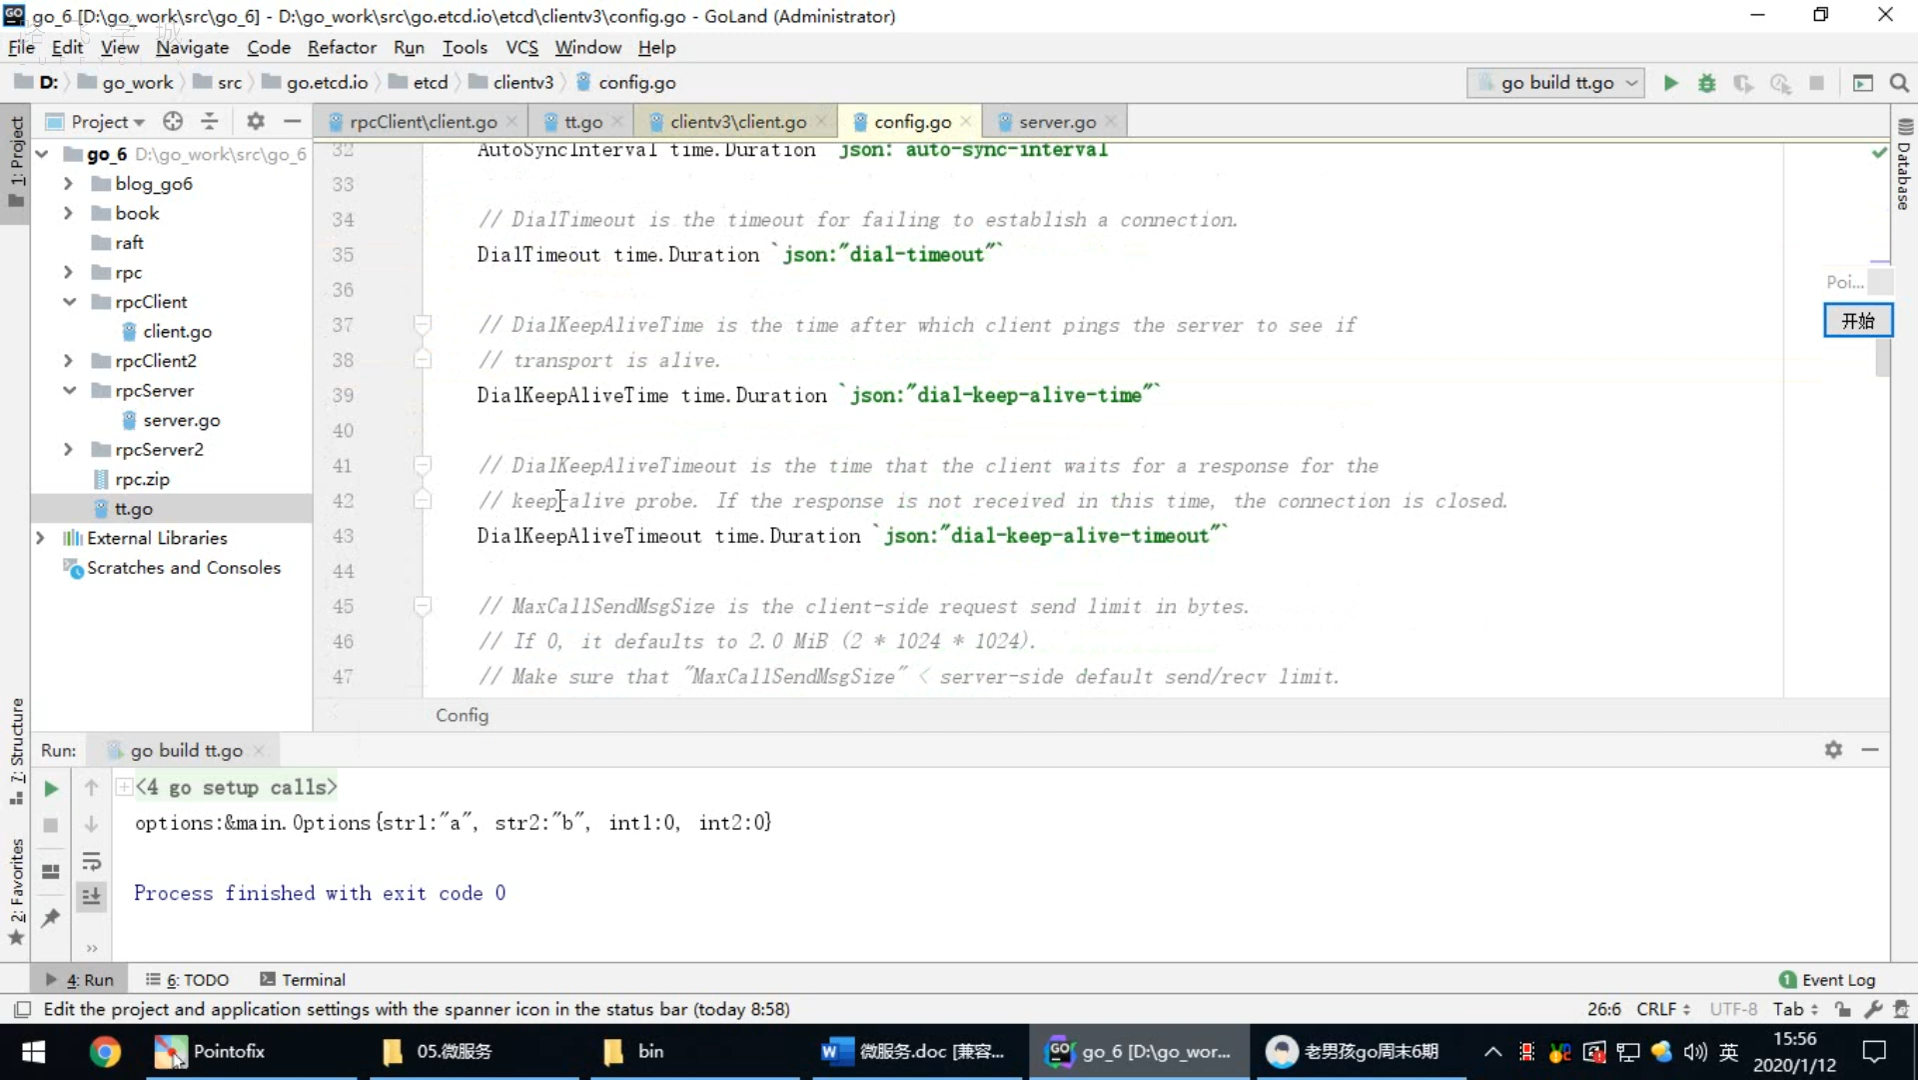 go_6 [D:\go_work\src\go_6] - D:\go_work\src\go.etcd.io\etcd\clientv3\config.go - GoLand (Administrator)
File Edit View Navigate Code Refactor Run Tools VCS Window Help
D: go_work src go.etcd.io etcd clientv3 config.go
go build tt.go
Project
rpcClient\client.go tt.go clientv3\client.go config.go server.go
1: Project
7: Structure
2: Favorites
Database
go_6 D:\go_work\src\go_6
blog_go6
book
raft
rpc
rpcClient
client.go
rpcClient2
rpcServer
server.go
rpcServer2
rpc.zip
tt.go
External Libraries
Scratches and Consoles
32 AutoSyncInterval time.Duration `json:"auto-sync-interval"`
33
34 // DialTimeout is the timeout for failing to establish a connection.
35 DialTimeout time.Duration `json:"dial-timeout"`
36
37 // DialKeepAliveTime is the time after which client pings the server to see if
38 // transport is alive.
39 DialKeepAliveTime time.Duration `json:"dial-keep-alive-time"`
40
41 // DialKeepAliveTimeout is the time that the client waits for a response for the
42 // keep-alive probe. If the response is not received in this time, the connection is closed.
43 DialKeepAliveTimeout time.Duration `json:"dial-keep-alive-timeout"`
44
45 // MaxCallSendMsgSize is the client-side request send limit in bytes.
46 // If 0, it defaults to 2.0 MiB (2 * 1024 * 1024).
47 // Make sure that "MaxCallSendMsgSize" < server-side default send/recv limit.
Config
Poi...
开始
Run: go build tt.go
<4 go setup calls>
options:&main.Options{str1:"a", str2:"b", int1:0, int2:0}
Process finished with exit code 0
4: Run 6: TODO Terminal
1 Event Log
Edit the project and application settings with the spanner icon in the status bar (today 8:58)
26:6 CRLF UTF-8 Tab
Pointofix
05.微服务
bin
微服务.doc [兼容...
go_6 [D:\go_wor...
老男孩go周末6期
英
15:56
2020/1/12